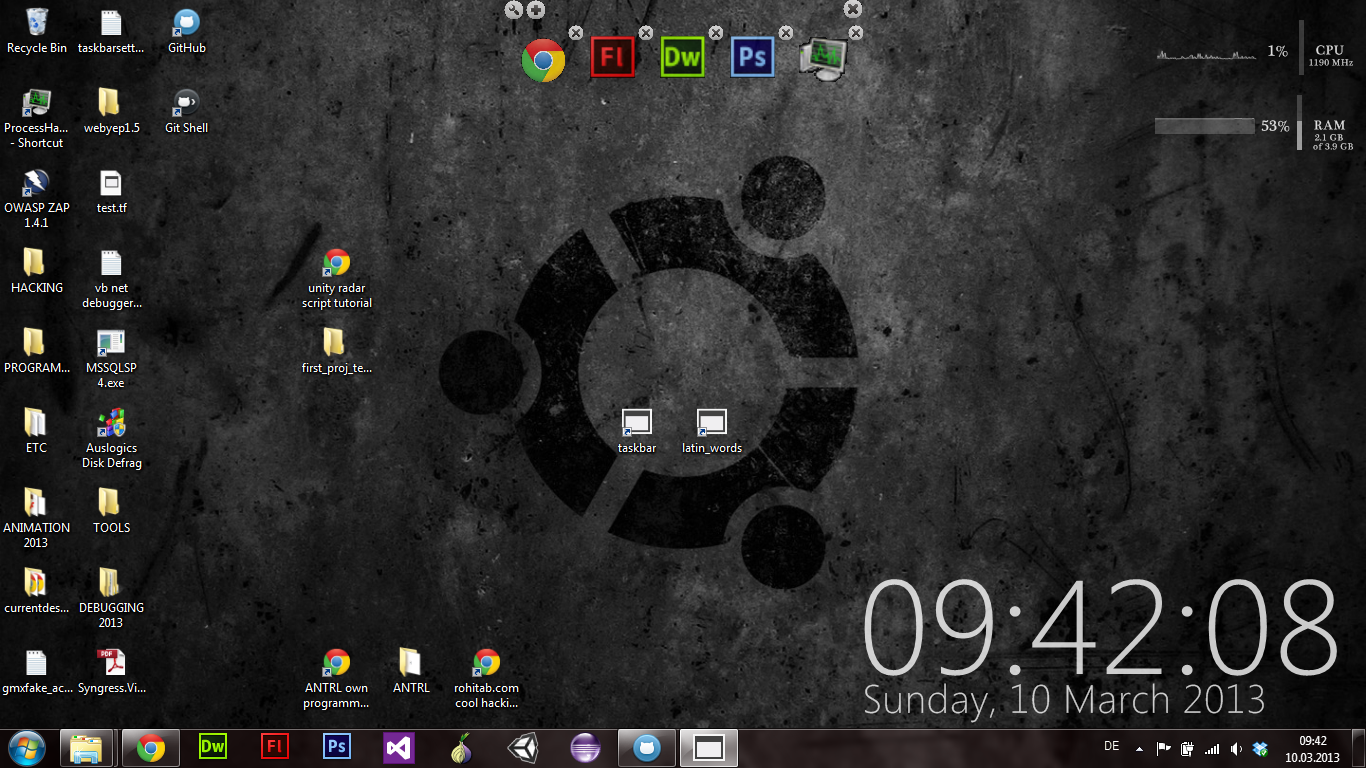 Recycle Bin
taskbarsett...
GitHub
ProcessHa...
- Shortcut
webyep1.5
Git Shell
OWASP ZAP
1.4.1
test.tf
HACKING
vb net
debugger...
unity radar
script tutorial
PROGRAM...
MSSQLSP
4.exe
first_proj_te...
ETC
Auslogics
Disk Defrag
taskbar
latin_words
ANIMATION
2013
TOOLS
currentdes...
DEBUGGING
2013
gmxfake_ac...
Syngress.Vi...
ANTRL own
programm...
ANTRL
rohitab.com
cool hacki...
Fl
Dw
Ps
1%
CPU
1190 MHz
53%
RAM
2.1 GB
of 3.9 GB
09:42:08
Sunday, 10 March 2013
PDF
Dw
Fl
Ps
DE
09:42
10.03.2013